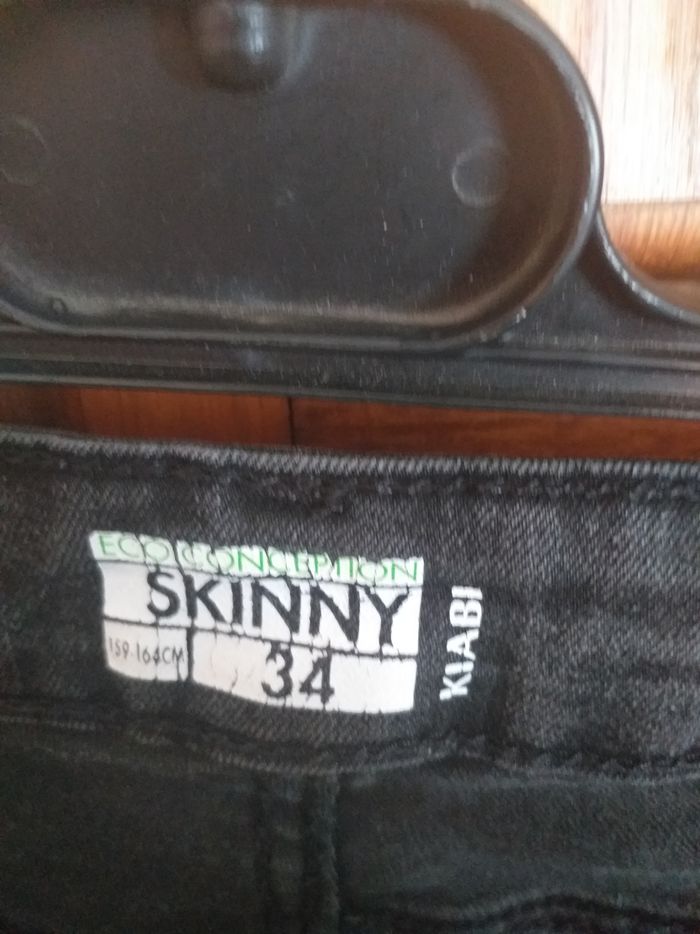 ECO CONCEPTION
SKINNY
159-164CM
34
KIABI